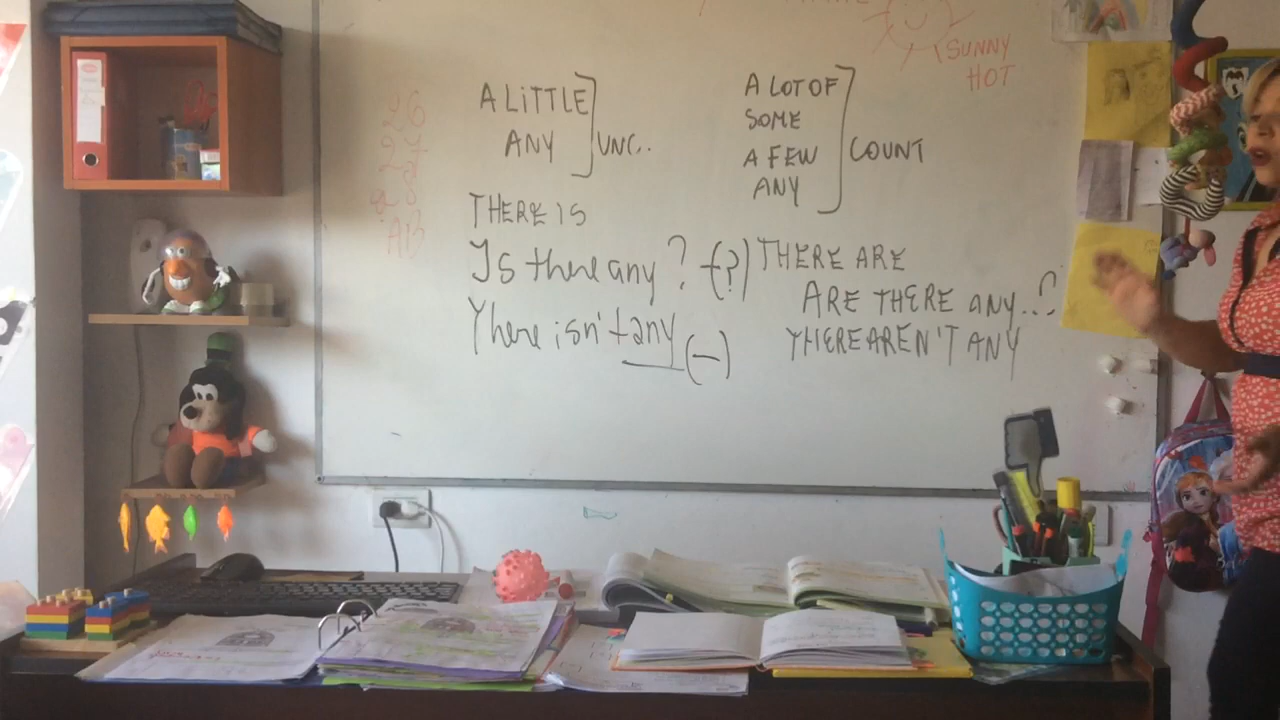 SUNNY
HOT
A LITTLE
ANY
UNC..
A LOT OF
SOME
A FEW
ANY
COUNT
THERE IS
Is there any? (?)
There isn't any (-)
THERE ARE
ARE THERE any..?
THERE AREN'T ANY